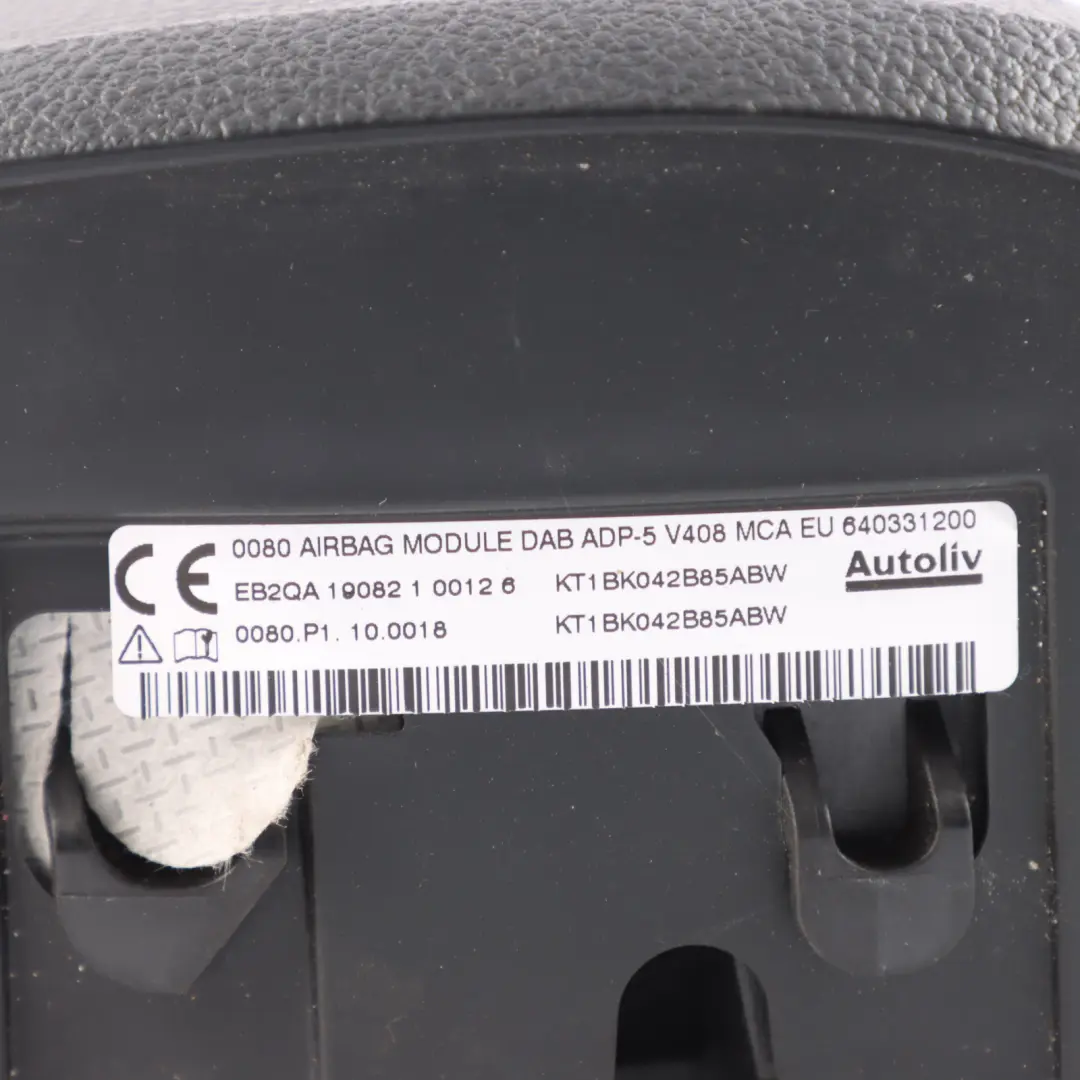 CE 0080 AIRBAG MODULE DAB ADP-5 V408 MCA EU 640331200
EB2QA 19082 1 0012 6 KT1BK042B85ABW Autoliv
0080.P1. 10.0018 KT1BK042B85ABW